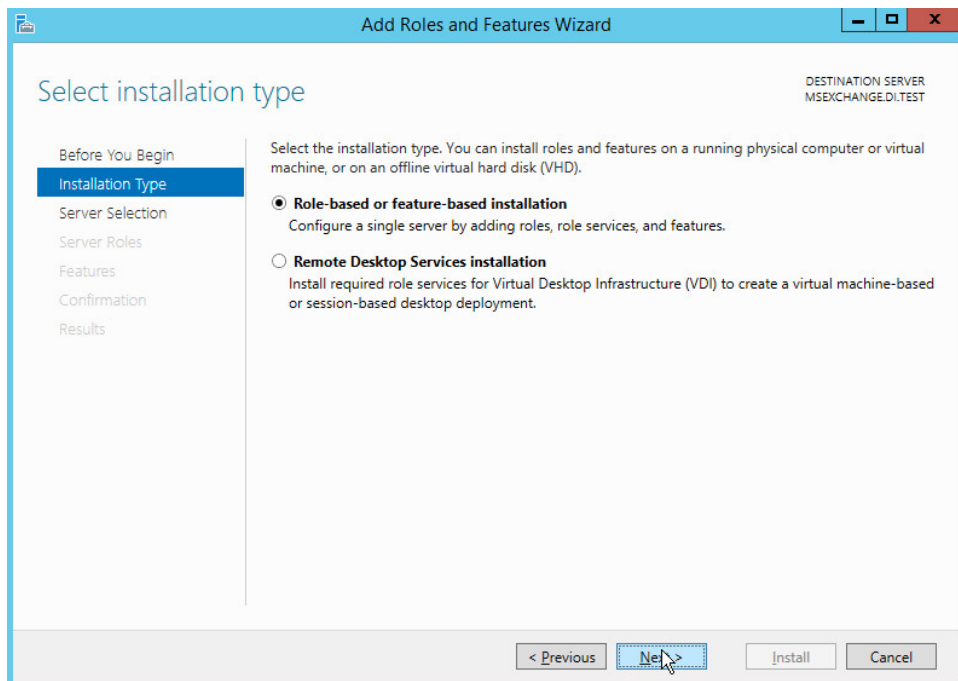 Add Roles and Features Wizard
Select installation type
DESTINATION SERVER
MSEXCHANGE.DI.TEST
Before You Begin
Installation Type
Server Selection
Server Roles
Features
Confirmation
Results
Select the installation type. You can install roles and features on a running physical computer or virtual
machine, or on an offline virtual hard disk (VHD).
Role-based or feature-based installation
Configure a single server by adding roles, role services, and features.
Remote Desktop Services installation
Install required role services for Virtual Desktop Infrastructure (VDI) to create a virtual machine-based
or session-based desktop deployment.
< Previous
Next >
Install
Cancel